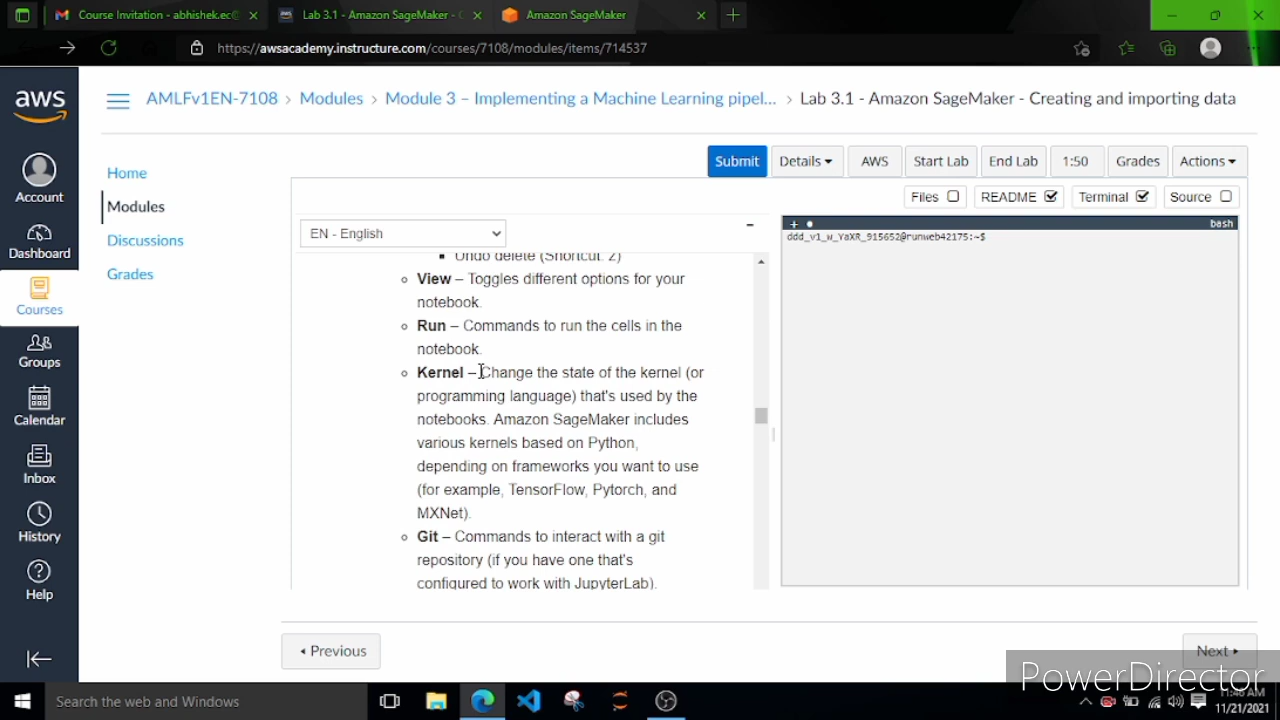 Course Invitation - abhishek.ec@
Lab 3.1 - Amazon SageMaker - C
Amazon SageMaker
https://awsacademy.instructure.com/courses/7108/modules/items/714537
aws
AMLFv1EN-7108 › Modules › Module 3 – Implementing a Machine Learning pipel... › Lab 3.1 - Amazon SageMaker - Creating and importing data
Account
Dashboard
Courses
Groups
Calendar
Inbox
History
Help
Home
Modules
Discussions
Grades
Submit Details AWS Start Lab End Lab 1:50 Grades Actions
Files README Terminal Source
EN - English
Undo delete (Shortcut: Z)
View – Toggles different options for your
notebook.
Run – Commands to run the cells in the
notebook.
Kernel – Change the state of the kernel (or
programming language) that's used by the
notebooks. Amazon SageMaker includes
various kernels based on Python,
depending on frameworks you want to use
(for example, TensorFlow, Pytorch, and
MXNet).
Git – Commands to interact with a git
repository (if you have one that's
configured to work with JupyterLab).
bash
ddd_v1_w_YaXR_915652@runweb42175:~$
Previous
Next
PowerDirector
Search the web and Windows
11:46 AM
11/21/2021